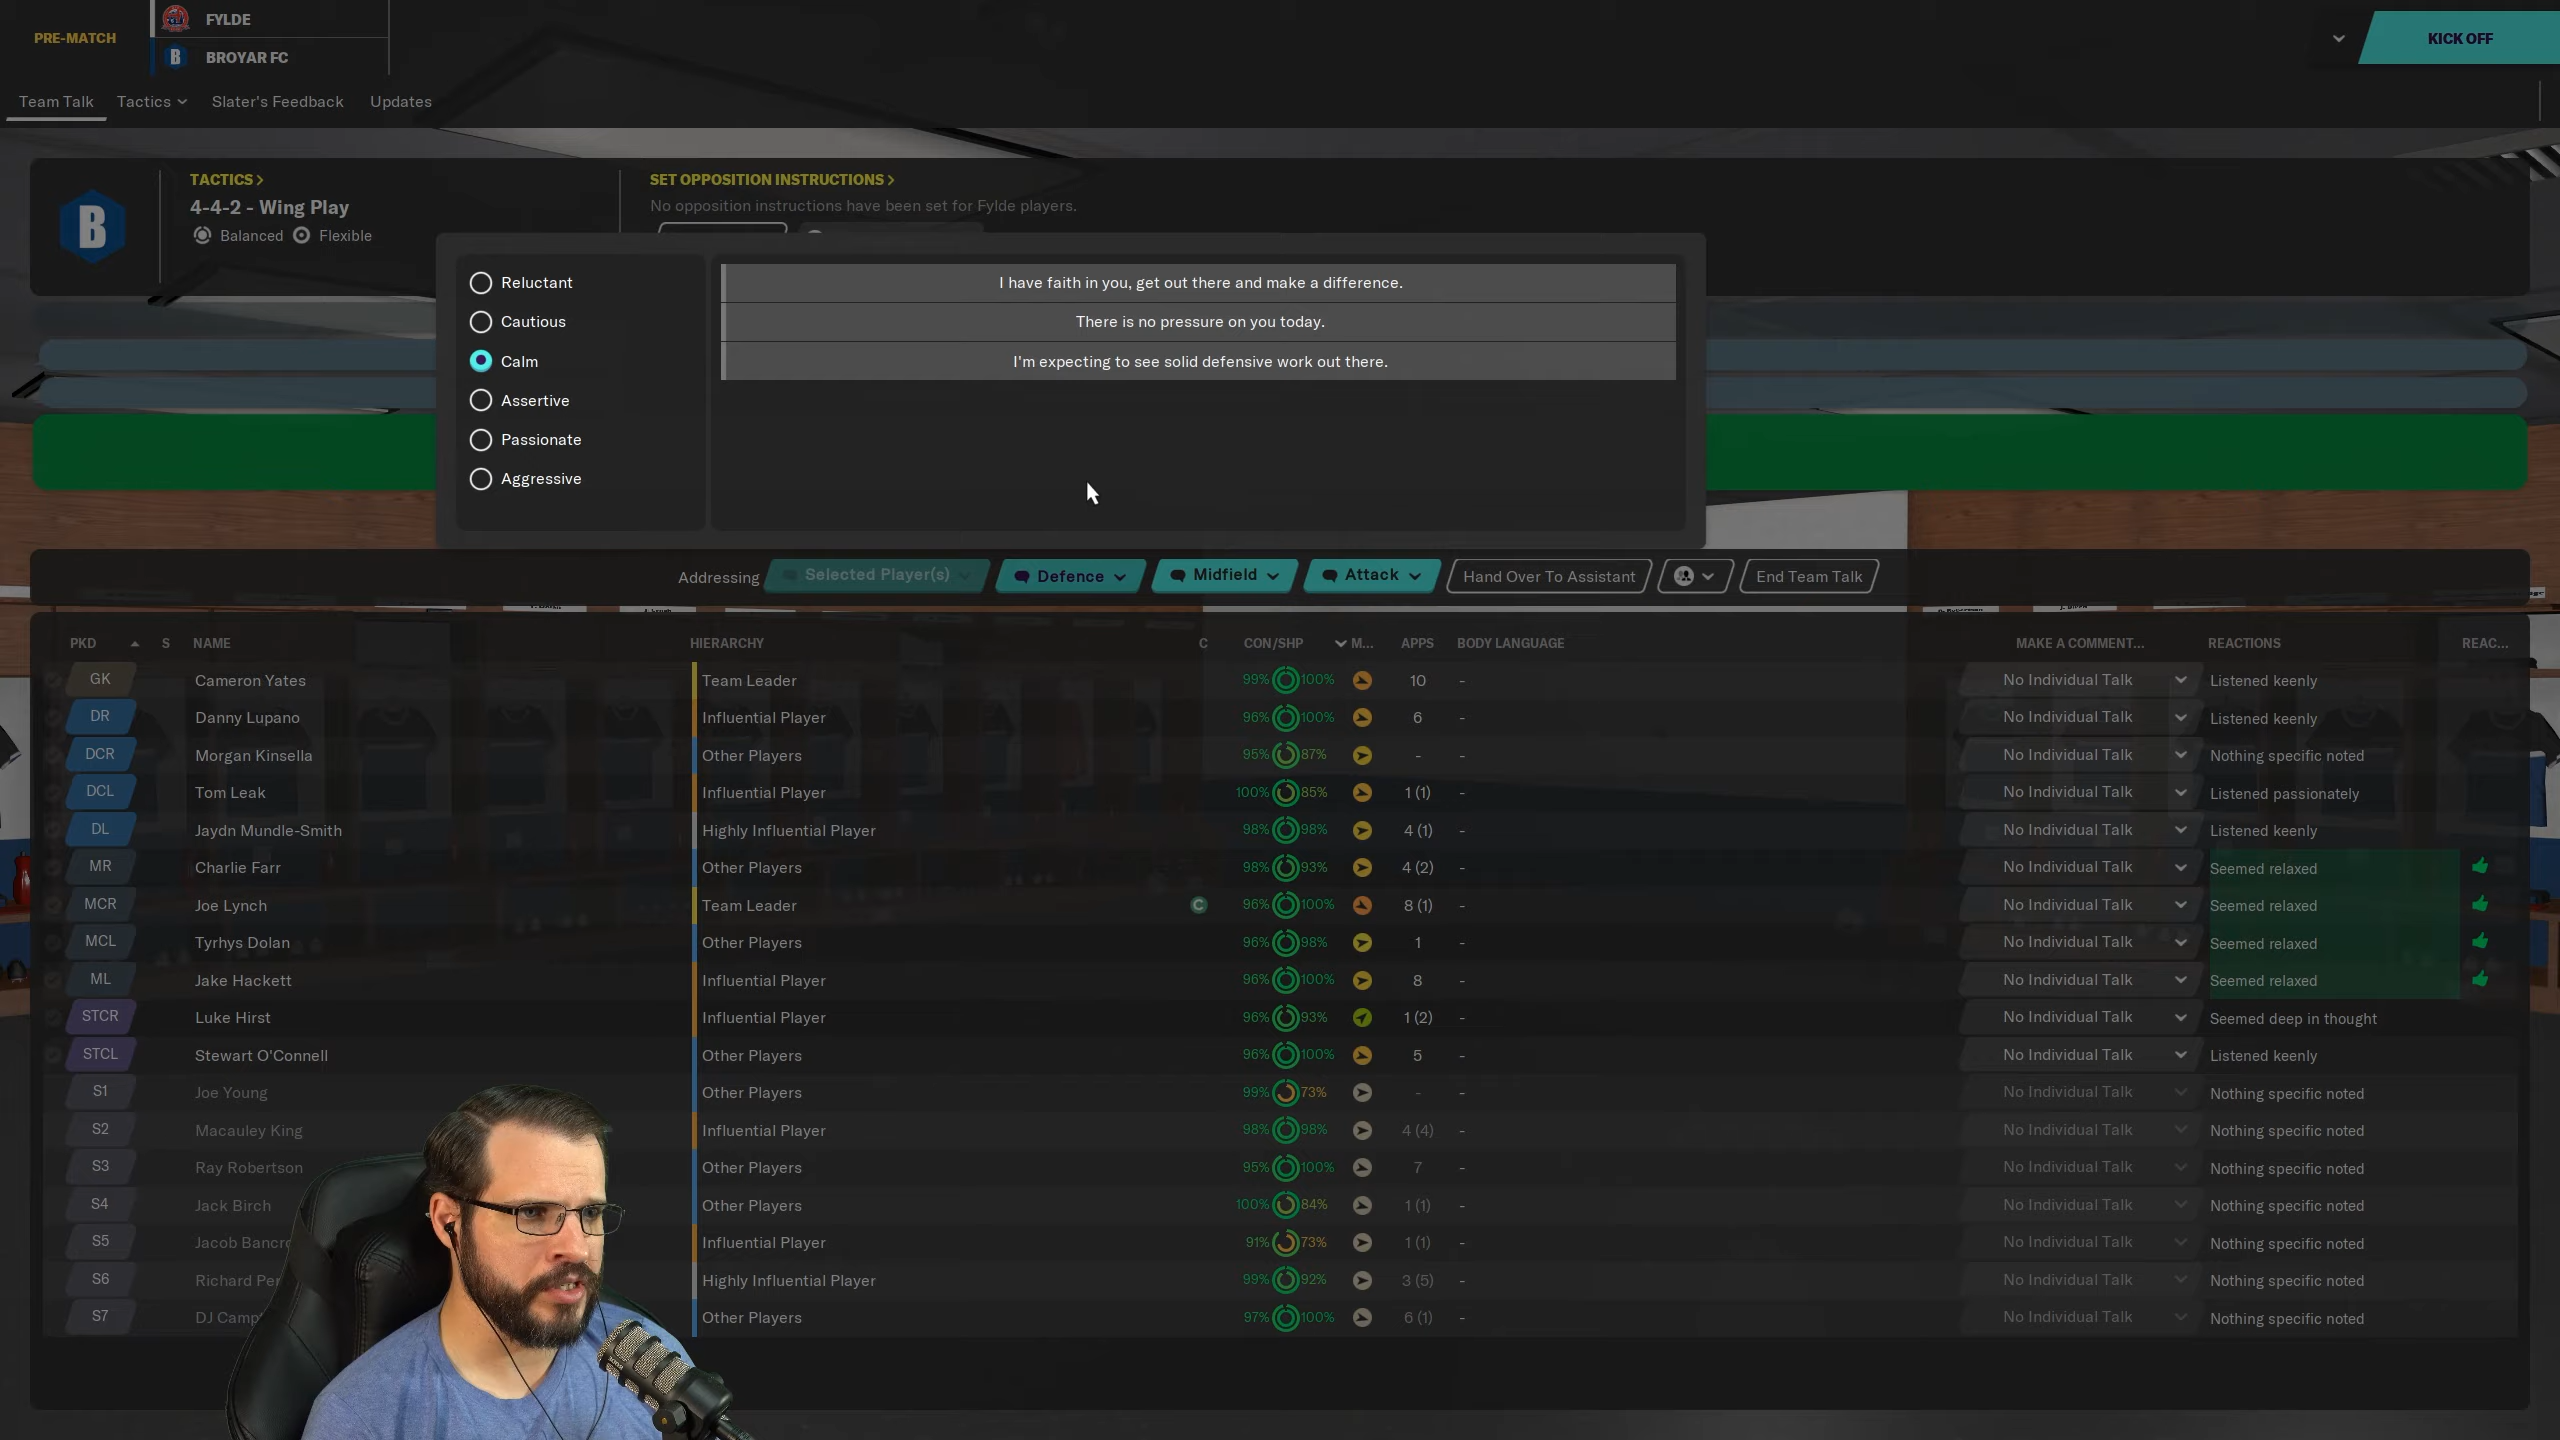 PRE-MATCH
FYLDE
B BROYAR FC
KICK OFF
Team Talk Tactics Slater's Feedback Updates
B
TACTICS >
4-4-2 - Wing Play
Balanced Flexible
SET OPPOSITION INSTRUCTIONS >
No opposition instructions have been set for Fylde players.
Reluctant
Cautious
Calm
Assertive
Passionate
Aggressive
I have faith in you, get out there and make a difference.
There is no pressure on you today.
I'm expecting to see solid defensive work out there.
Addressing Selected Player(s) Defence Midfield Attack Hand Over To Assistant End Team Talk
PKD S NAME HIERARCHY C CON/SHP M... APPS BODY LANGUAGE MAKE A COMMENT... REACTIONS REAC...
GK Cameron Yates Team Leader 99% 100% 10 - No Individual Talk Listened keenly
DR Danny Lupano Influential Player 96% 100% 6 - No Individual Talk Listened keenly
DCR Morgan Kinsella Other Players 95% 87% - - No Individual Talk Nothing specific noted
DCL Tom Leak Influential Player 100% 85% 1 (1) - No Individual Talk Listened passionately
DL Jaydn Mundle-Smith Highly Influential Player 98% 98% 4 (1) - No Individual Talk Listened keenly
MR Charlie Farr Other Players 98% 93% 4 (2) - No Individual Talk Seemed relaxed
MCR Joe Lynch Team Leader C 96% 100% 8 (1) - No Individual Talk Seemed relaxed
MCL Tyrhys Dolan Other Players 96% 98% 1 - No Individual Talk Seemed relaxed
ML Jake Hackett Influential Player 96% 100% 8 - No Individual Talk Seemed relaxed
STCR Luke Hirst Influential Player 96% 93% 1 (2) - No Individual Talk Seemed deep in thought
STCL Stewart O'Connell Other Players 96% 100% 5 - No Individual Talk Listened keenly
S1 Joe Young Other Players 99% 73% - - No Individual Talk Nothing specific noted
S2 Macauley King Influential Player 98% 98% 4 (4) - No Individual Talk Nothing specific noted
S3 Ray Robertson Other Players 95% 100% 7 - No Individual Talk Nothing specific noted
S4 Jack Birch Other Players 100% 84% 1 (1) - No Individual Talk Nothing specific noted
S5 Jacob Bancro Influential Player 91% 73% 1 (1) - No Individual Talk Nothing specific noted
S6 Richard Per Highly Influential Player 99% 92% 3 (5) - No Individual Talk Nothing specific noted
S7 DJ Camp Other Players 97% 100% 6 (1) - No Individual Talk Nothing specific noted